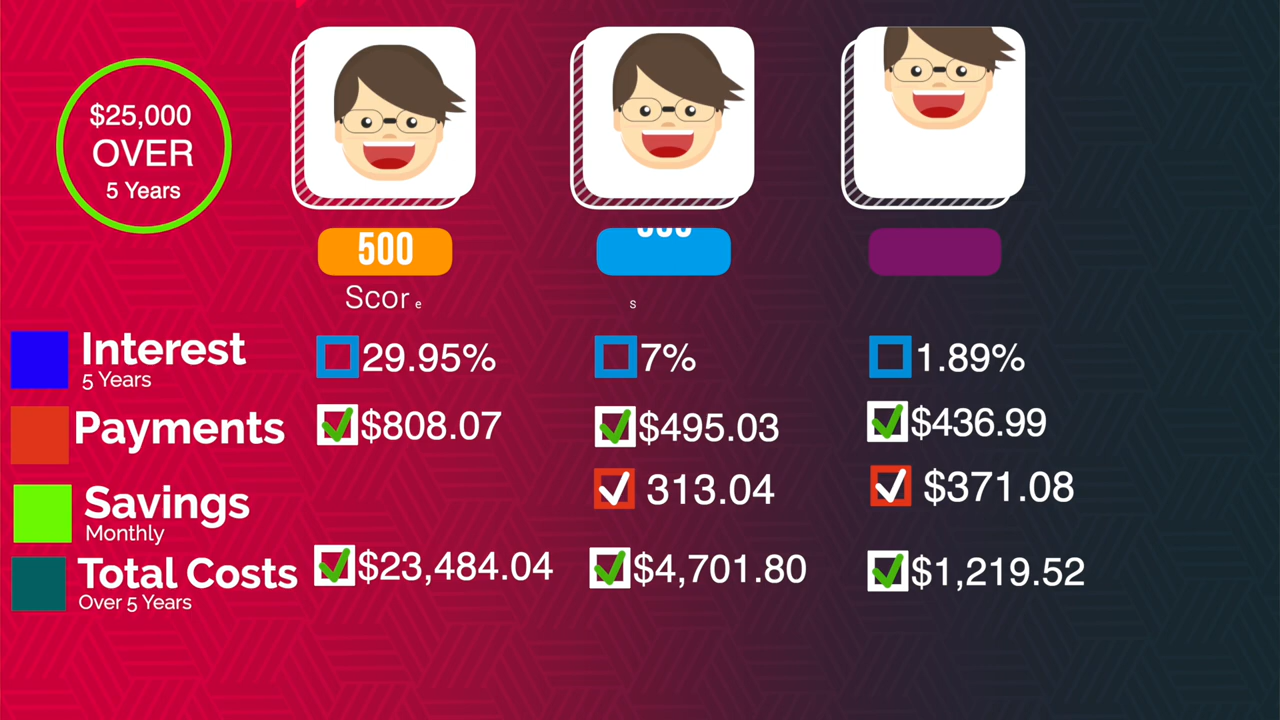 $25,000
OVER
5 Years
500
Score
s
Interest
5 Years
29.95%
7%
1.89%
Payments
$808.07
$495.03
$436.99
Savings
Monthly
313.04
$371.08
Total Costs
Over 5 Years
$23,484.04
$4,701.80
$1,219.52